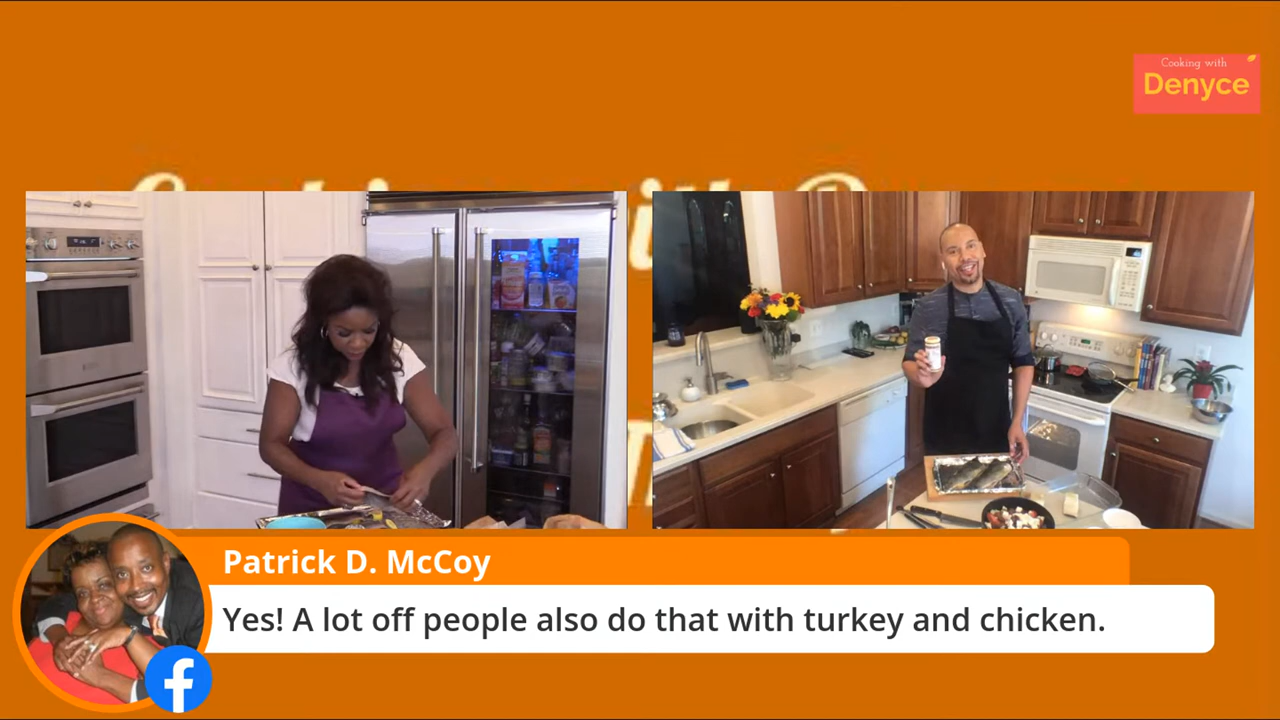 Cooking with
Denyce
Patrick D. McCoy
Yes! A lot off people also do that with turkey and chicken.